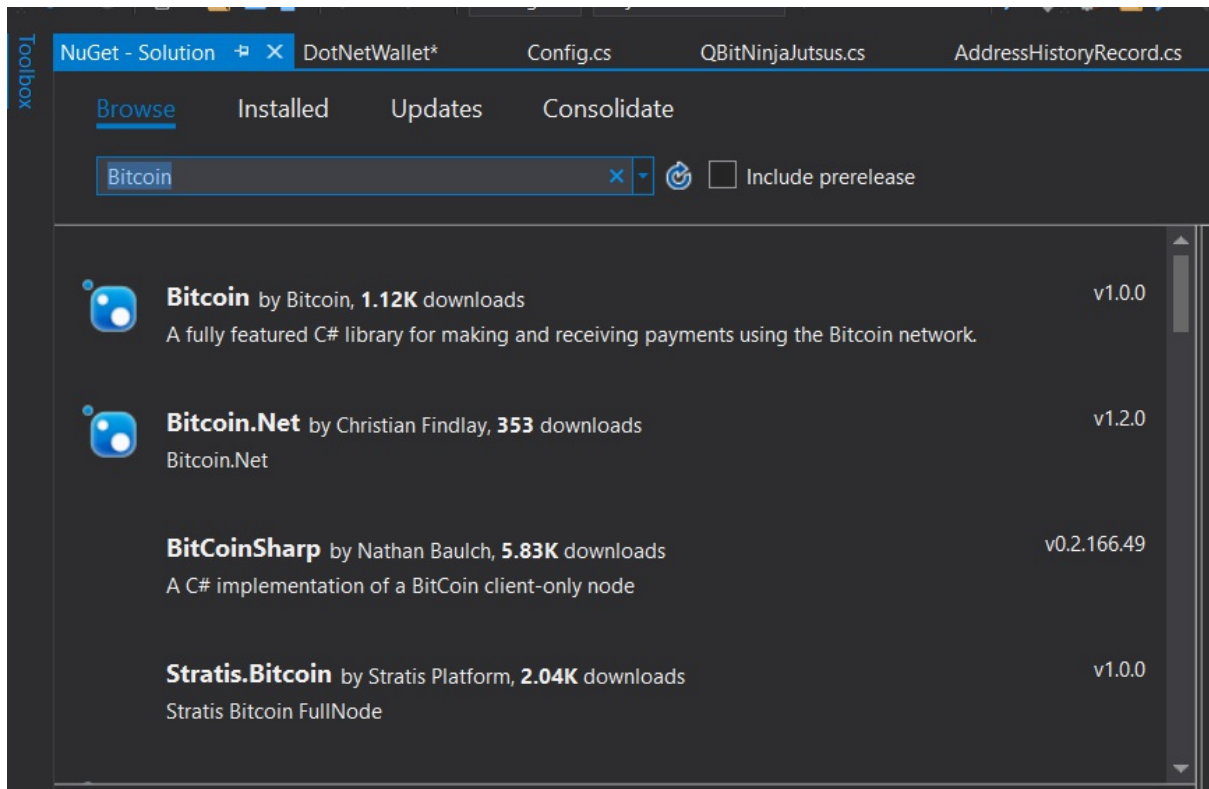 Toolbox
NuGet - Solution DotNetWallet* Config.cs QBitNinjaJutsus.cs AddressHistoryRecord.cs
Browse Installed Updates Consolidate
Bitcoin Include prerelease
Bitcoin by Bitcoin, 1.12K downloads v1.0.0
A fully featured C# library for making and receiving payments using the Bitcoin network.
Bitcoin.Net by Christian Findlay, 353 downloads v1.2.0
Bitcoin.Net
BitCoinSharp by Nathan Baulch, 5.83K downloads v0.2.166.49
A C# implementation of a BitCoin client-only node
Stratis.Bitcoin by Stratis Platform, 2.04K downloads v1.0.0
Stratis Bitcoin FullNode